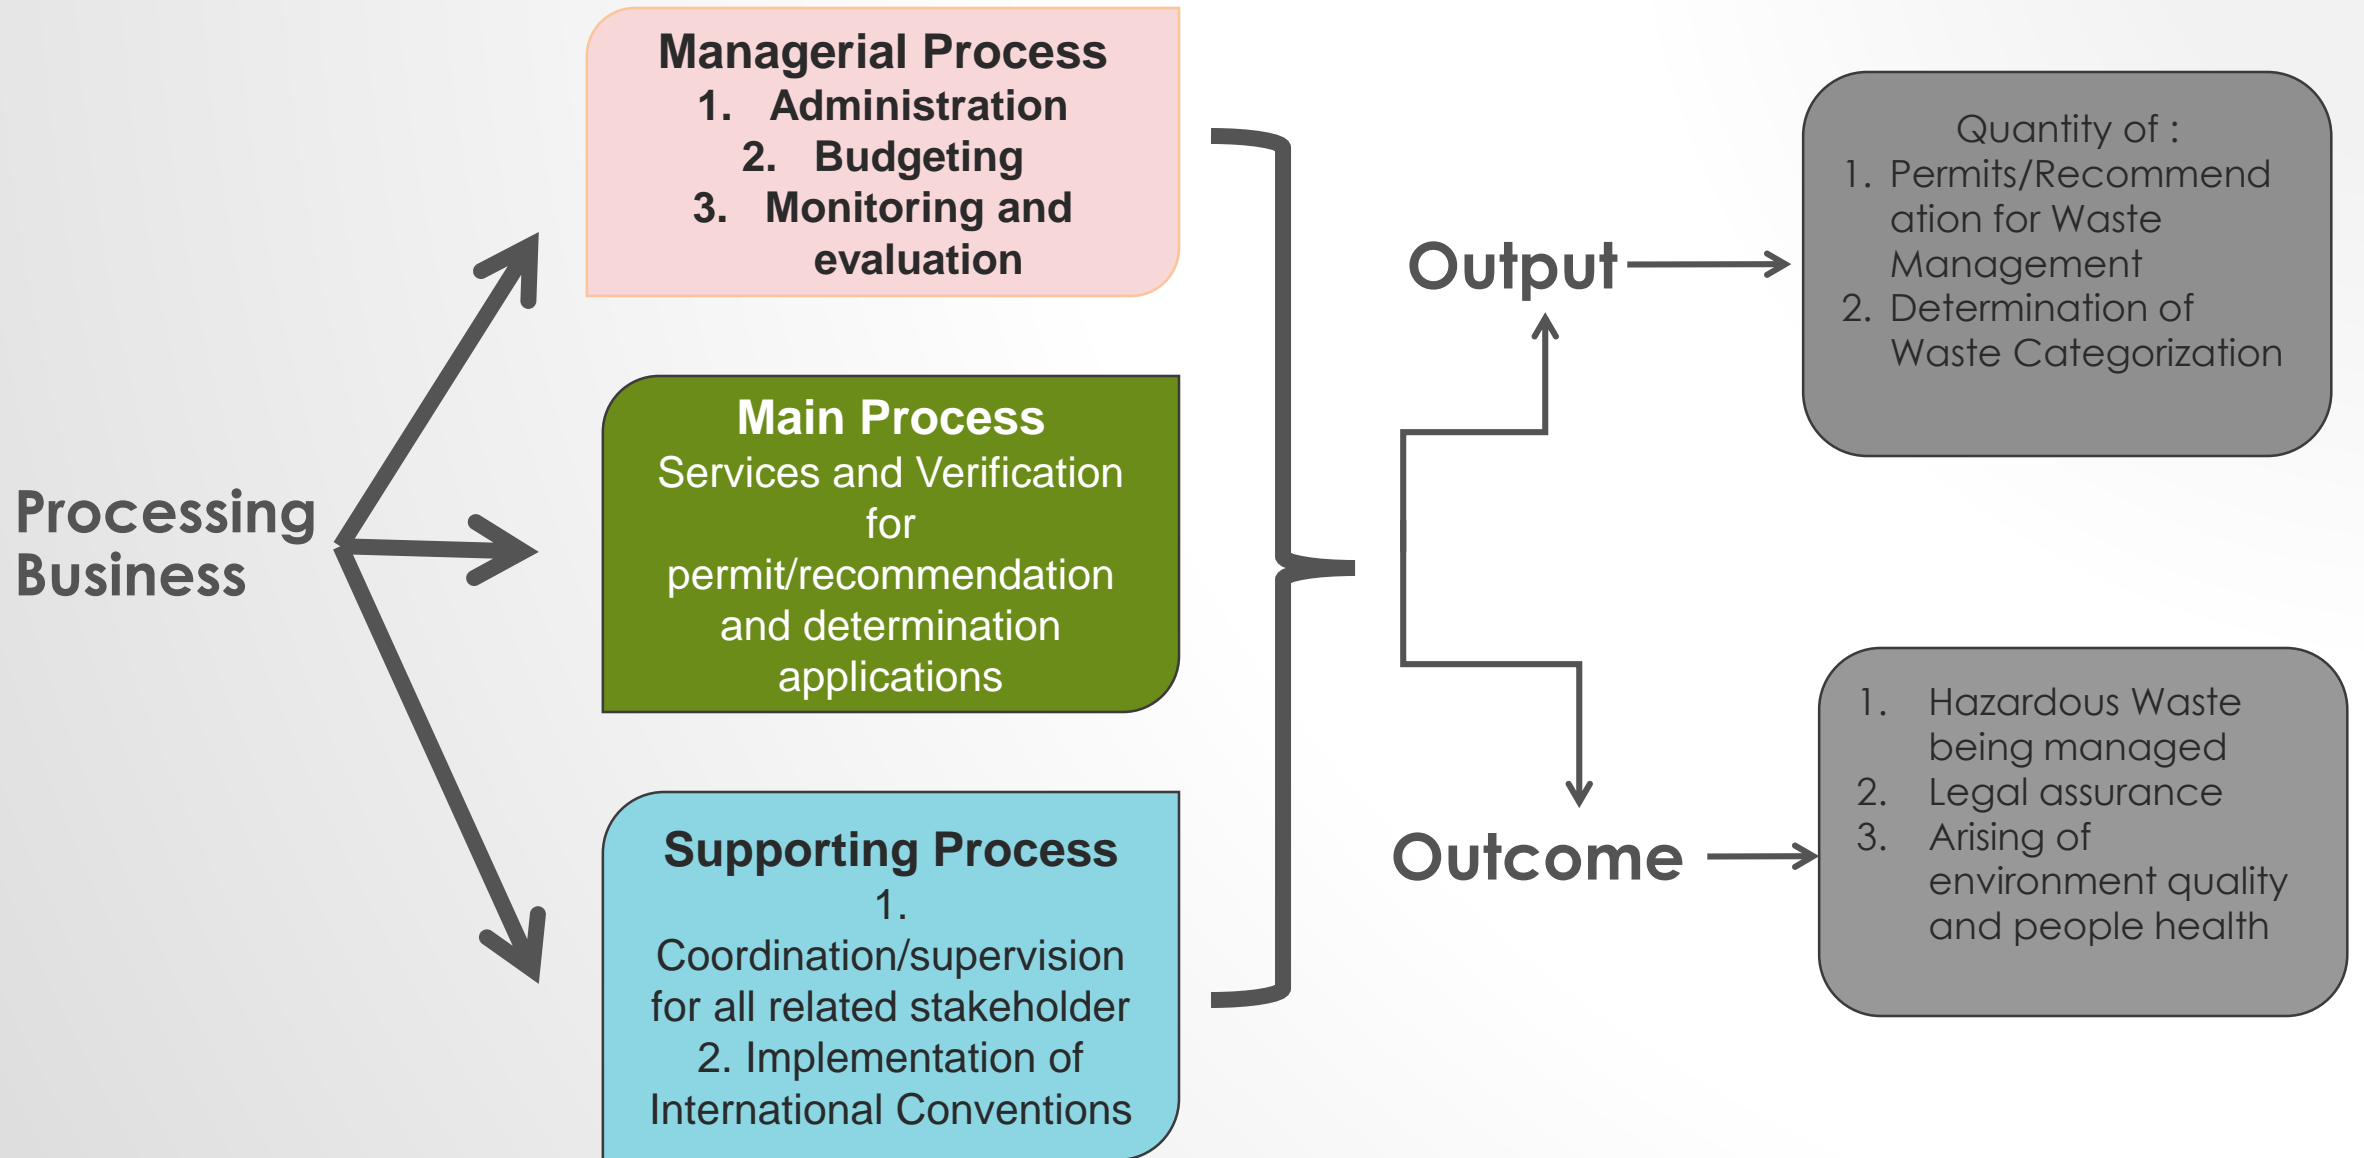 Processing
Business
Managerial Process
1. Administration
2. Budgeting
3. Monitoring and
evaluation
Main Process
Services and Verification
for
permit/recommendation
and determination
applications
Supporting Process
1.
Coordination/supervision
for all related stakeholder
2. Implementation of
International Conventions
Output
Quantity of :
1. Permits/Recommend
ation for Waste
Management
2. Determination of
Waste Categorization
Outcome
1. Hazardous Waste
being managed
2. Legal assurance
3. Arising of
environment quality
and people health